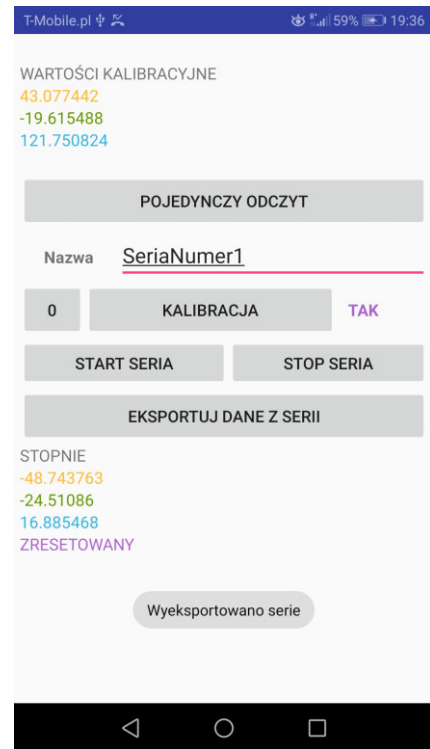 T-Mobile.pl 59% 19:36
WARTOŚCI KALIBRACYJNE
43.077442
-19.615488
121.750824
POJEDYNCZY ODCZYT
Nazwa SeriaNumer1
0 KALIBRACJA TAK
START SERIA STOP SERIA
EKSPORTUJ DANE Z SERII
STOPNIE
-48.743763
-24.51086
16.885468
ZRESETOWANY
Wyeksportowano serie